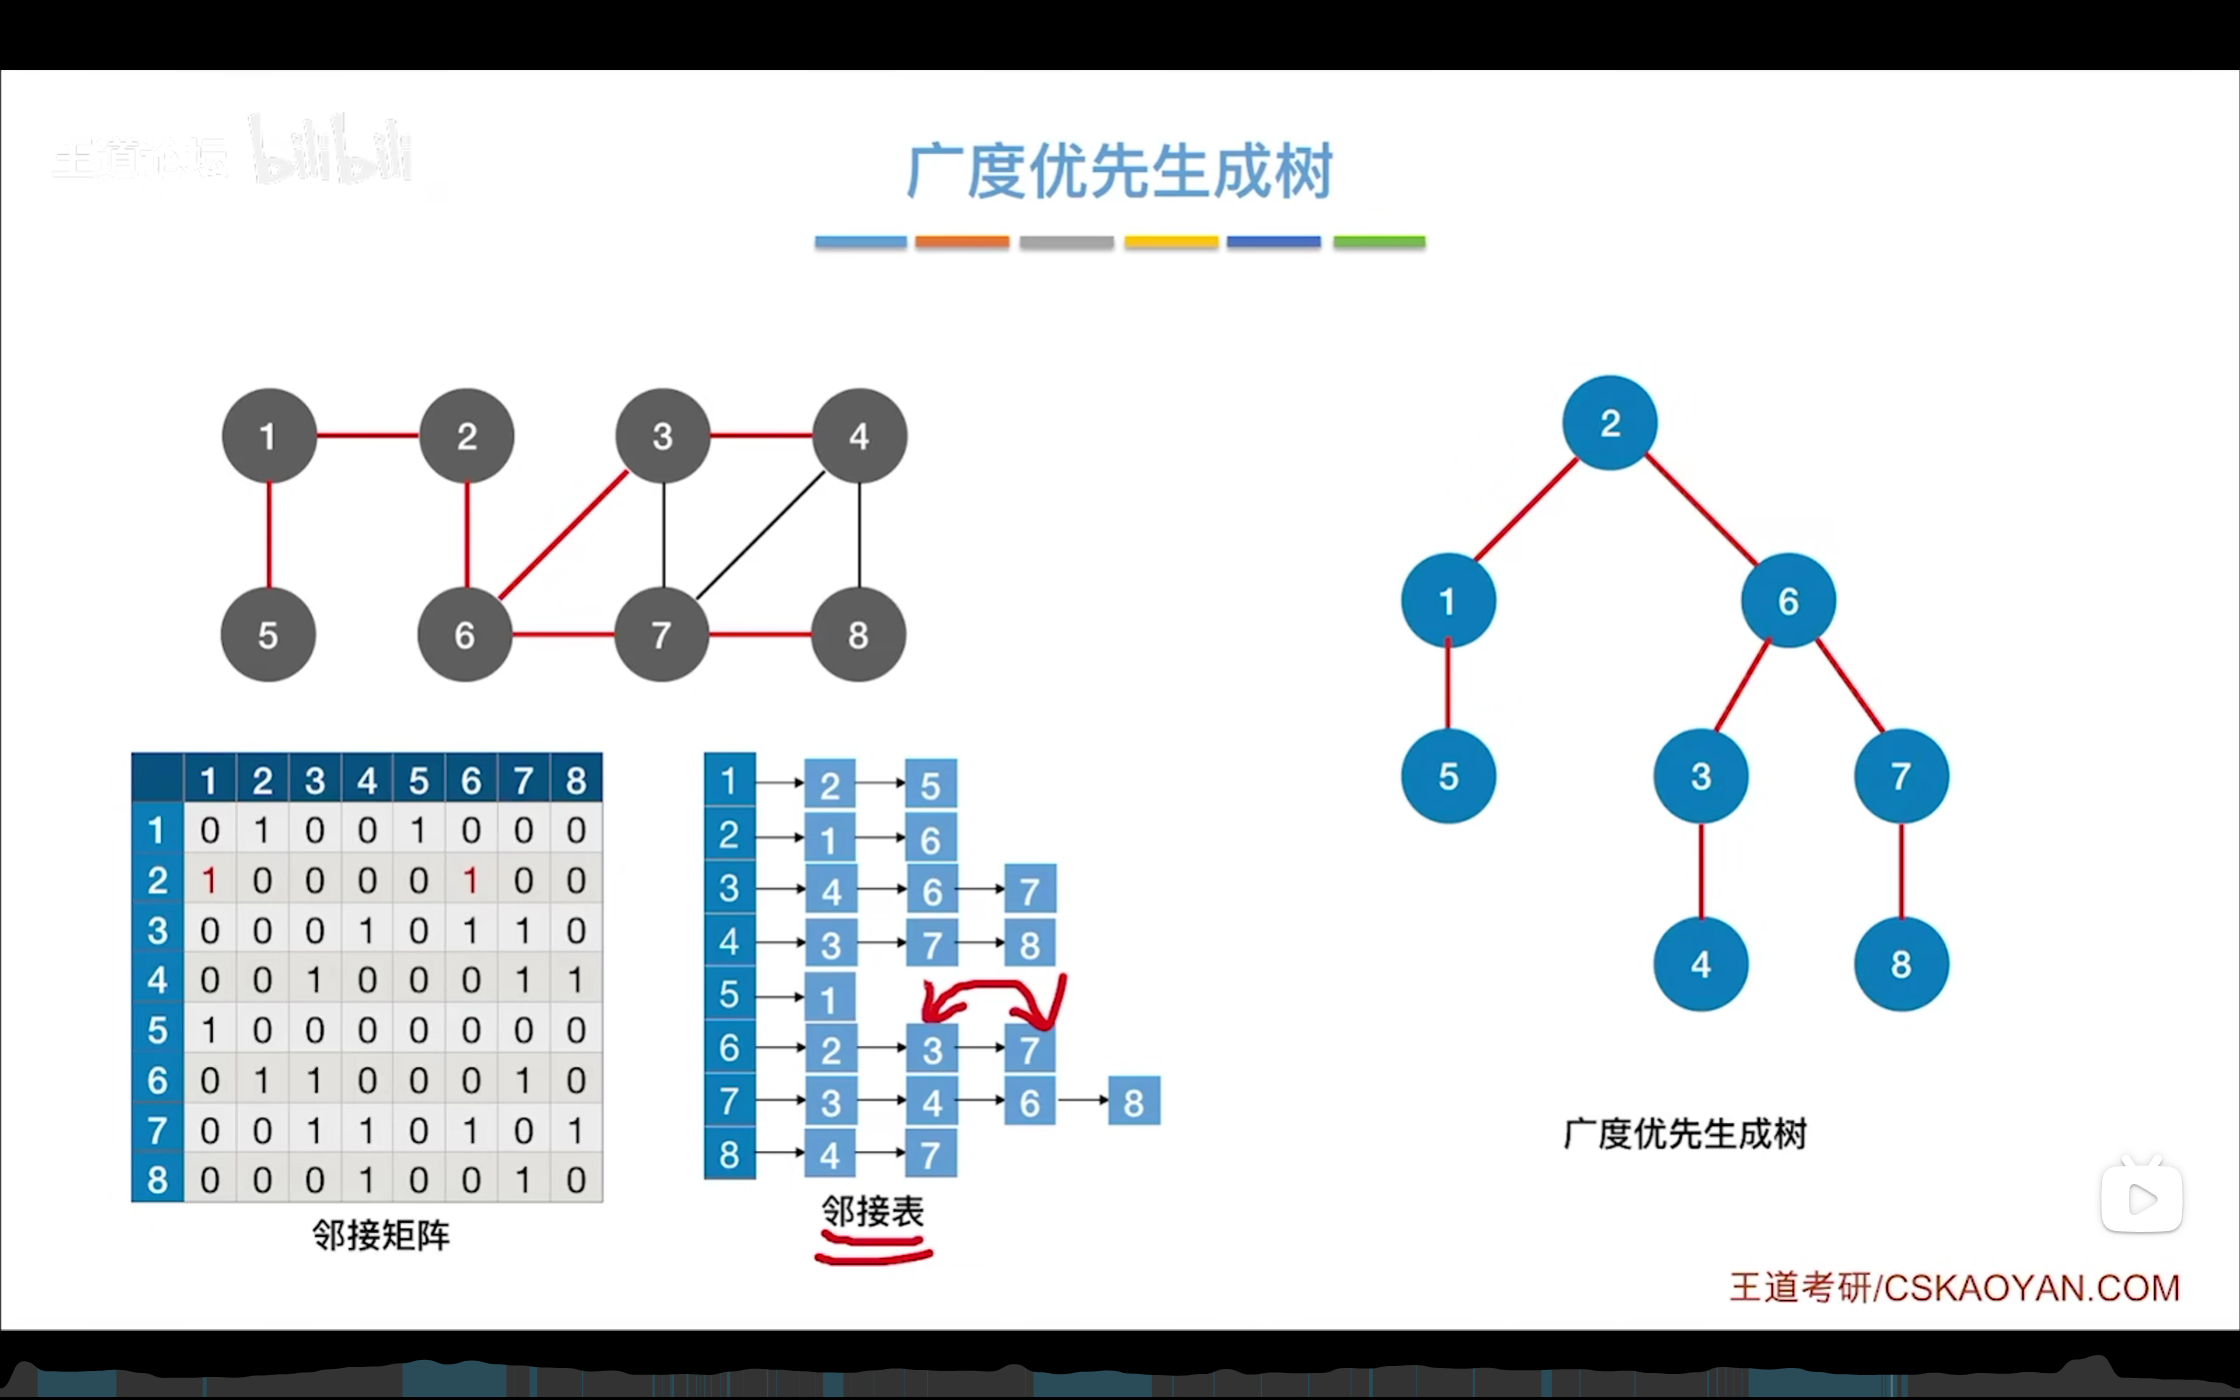 王道论坛 bilibili
广度优先生成树
1 2 3 4
5 6 7 8
1 2 3 4 5 6 7 8
1 0 1 0 0 1 0 0 0
2 1 0 0 0 0 1 0 0
3 0 0 0 1 0 1 1 0
4 0 0 1 0 0 0 1 1
5 1 0 0 0 0 0 0 0
6 0 1 1 0 0 0 1 0
7 0 0 1 1 0 1 0 1
8 0 0 0 1 0 0 1 0
邻接矩阵
1 2 5
2 1 6
3 4 6 7
4 3 7 8
5 1
6 2 3 7
7 3 4 6 8
8 4 7
邻接表
2
1 6
5 3 7
4 8
广度优先生成树
王道考研/CSKAOYAN.COM